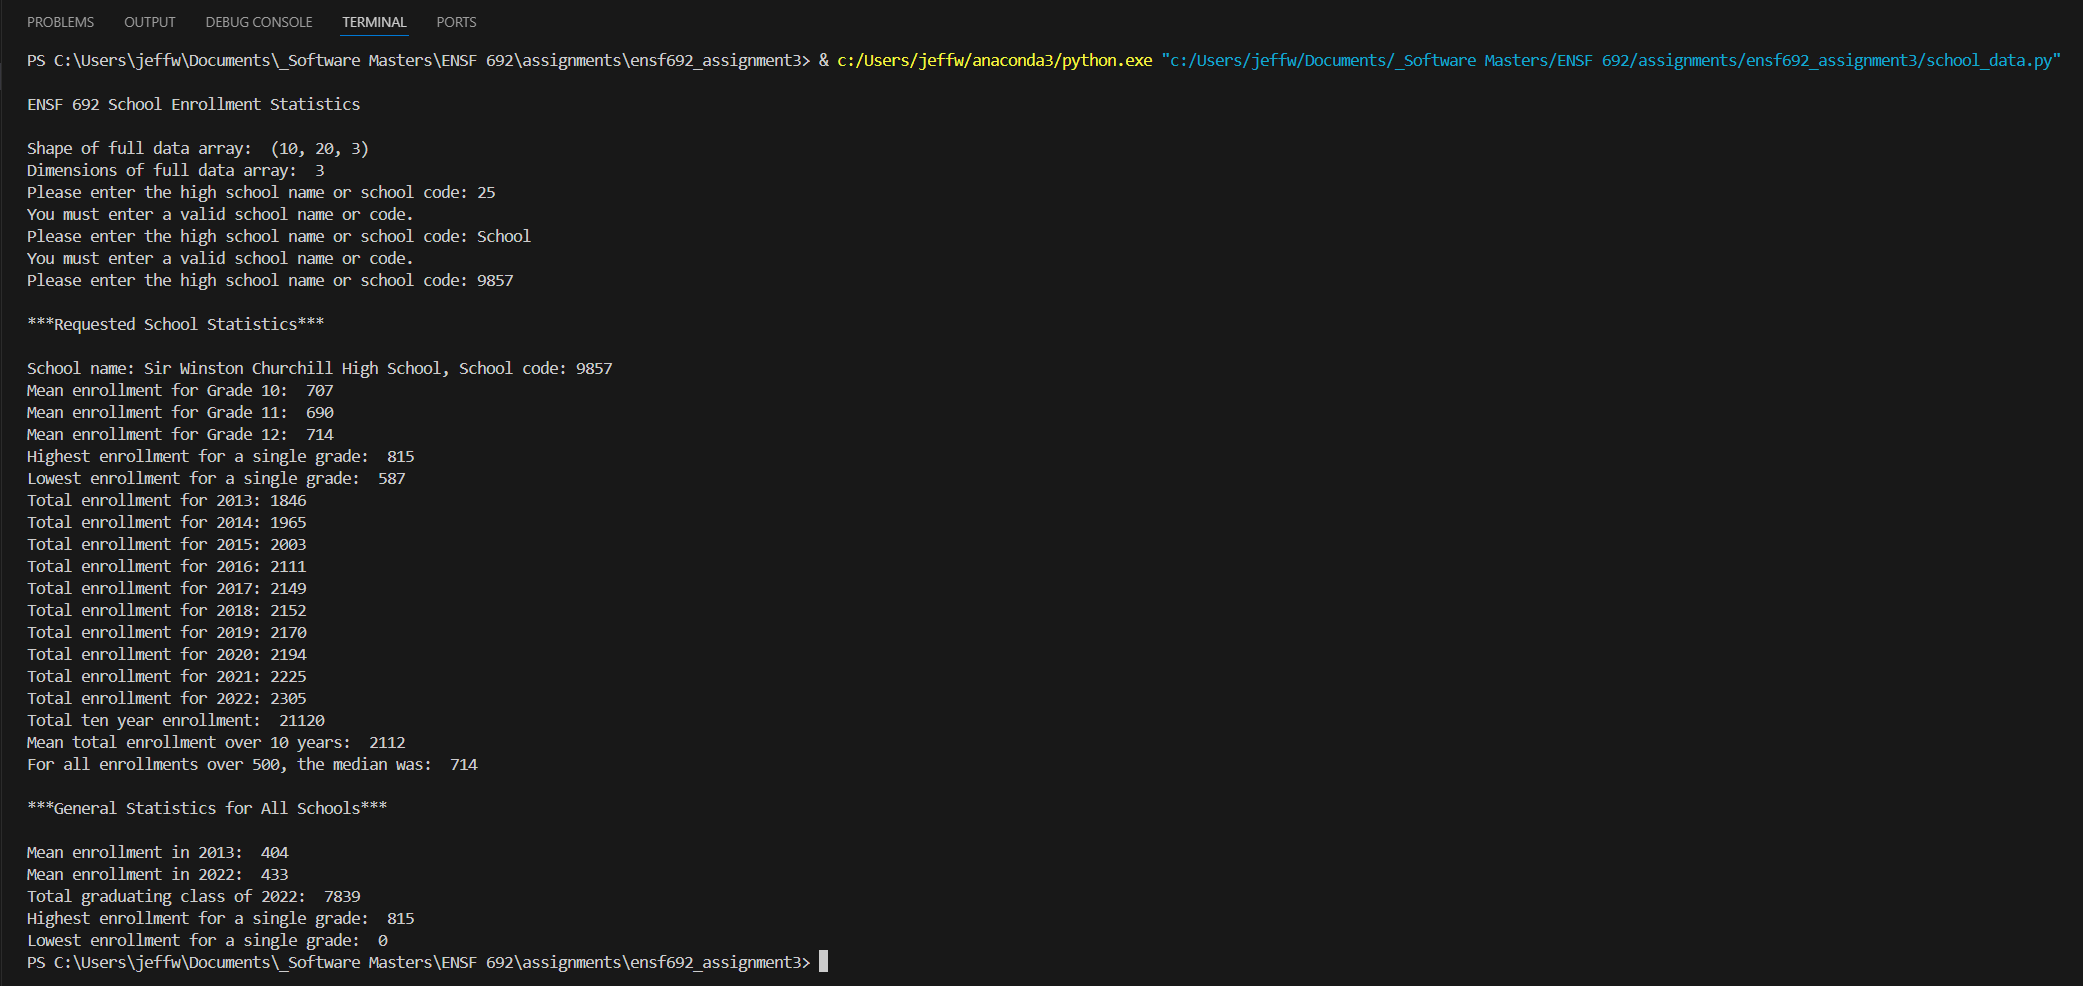 PROBLEMS OUTPUT DEBUG CONSOLE TERMINAL PORTS
PS C:\Users\jeffw\Documents\_Software Masters\ENSF 692\assignments\ensf692_assignment3> & c:/Users/jeffw/anaconda3/python.exe "c:/Users/jeffw/Documents/_Software Masters/ENSF 692/assignments/ensf692_assignment3/school_data.py"
ENSF 692 School Enrollment Statistics
Shape of full data array:  (10, 20, 3)
Dimensions of full data array:  3
Please enter the high school name or school code: 25
You must enter a valid school name or code.
Please enter the high school name or school code: School
You must enter a valid school name or code.
Please enter the high school name or school code: 9857
***Requested School Statistics***
School name: Sir Winston Churchill High School, School code: 9857
Mean enrollment for Grade 10:  707
Mean enrollment for Grade 11:  690
Mean enrollment for Grade 12:  714
Highest enrollment for a single grade:  815
Lowest enrollment for a single grade:  587
Total enrollment for 2013: 1846
Total enrollment for 2014: 1965
Total enrollment for 2015: 2003
Total enrollment for 2016: 2111
Total enrollment for 2017: 2149
Total enrollment for 2018: 2152
Total enrollment for 2019: 2170
Total enrollment for 2020: 2194
Total enrollment for 2021: 2225
Total enrollment for 2022: 2305
Total ten year enrollment:  21120
Mean total enrollment over 10 years:  2112
For all enrollments over 500, the median was:  714
***General Statistics for All Schools***
Mean enrollment in 2013:  404
Mean enrollment in 2022:  433
Total graduating class of 2022:  7839
Highest enrollment for a single grade:  815
Lowest enrollment for a single grade:  0
PS C:\Users\jeffw\Documents\_Software Masters\ENSF 692\assignments\ensf692_assignment3>